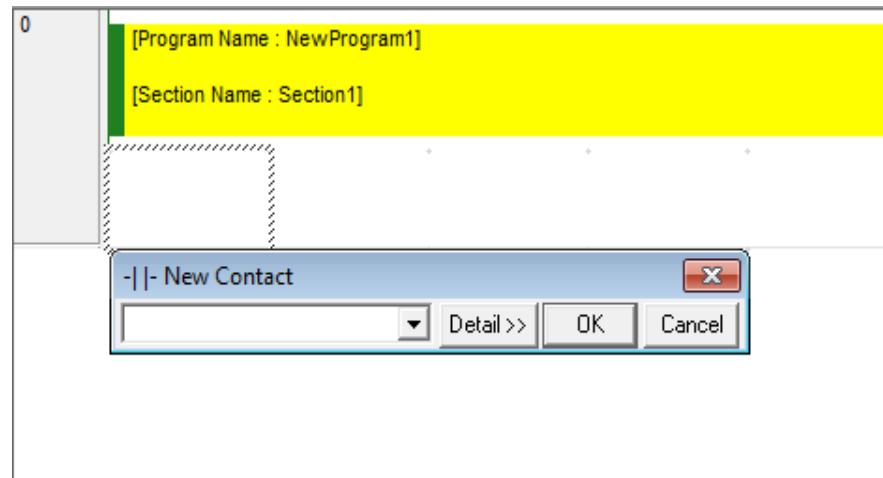 0
[Program Name : NewProgram1]
[Section Name : Section1]
-| |- New Contact
Detail >>
OK
Cancel